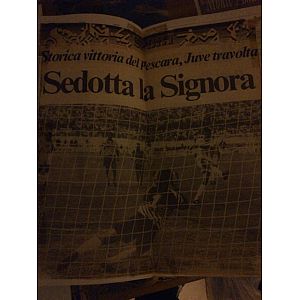 Storica vittoria del Pescara, Juve travolta
Sedotta la Signora